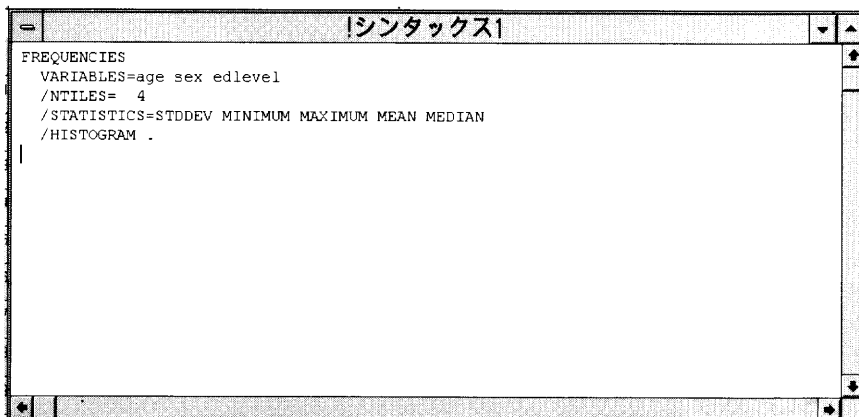 !シンタックス1
FREQUENCIES
  VARIABLES=age sex edlevel
  /NTILES=  4
  /STATISTICS=STDDEV MINIMUM MAXIMUM MEAN MEDIAN
  /HISTOGRAM .